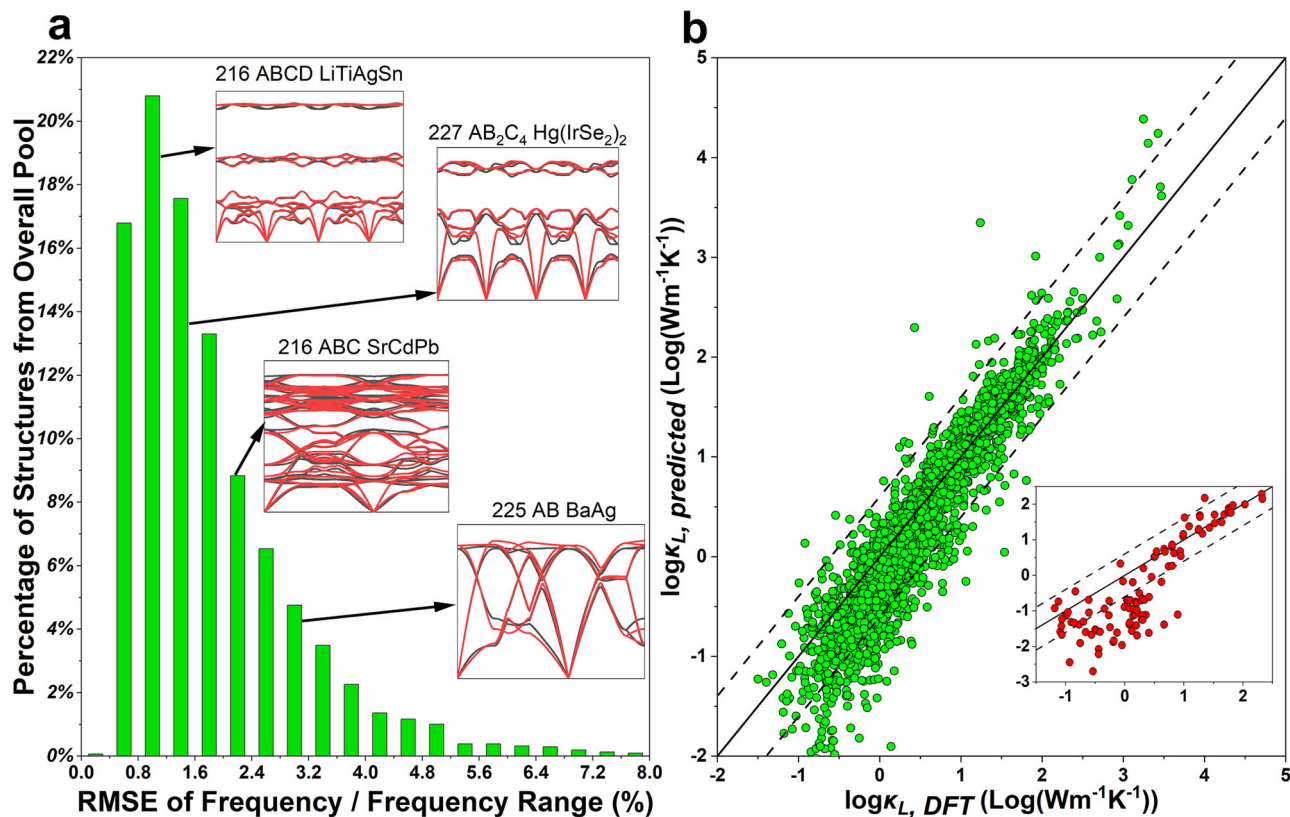 a
22%
20%
18%
16%
14%
12%
10%
8%
6%
4%
2%
0%
Percentage of Structures from Overall Pool
216 ABCD LiTiAgSn
227 AB₂C₄ Hg(IrSe₂)₂
216 ABC SrCdPb
225 AB BaAg
0.0 0.8 1.6 2.4 3.2 4.0 4.8 5.6 6.4 7.2 8.0
RMSE of Frequency / Frequency Range (%)
b
5
4
3
2
1
0
-1
-2
logκL, predicted (Log(Wm⁻¹K⁻¹))
2
1
0
-1
-2
-3
-1 0 1 2
-2 -1 0 1 2 3 4 5
logκL, DFT (Log(Wm⁻¹K⁻¹))